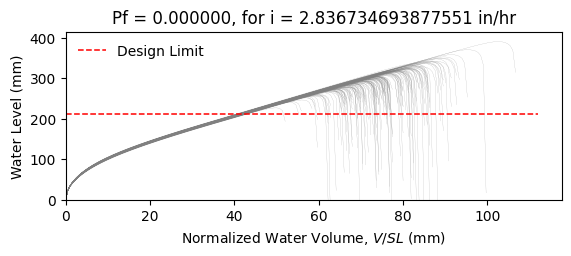 Pf = 0.000000, for i = 2.836734693877551 in/hr
Water Level (mm)
400
300
200
100
0
Design Limit
0 20 40 60 80 100
Normalized Water Volume, V/SL (mm)